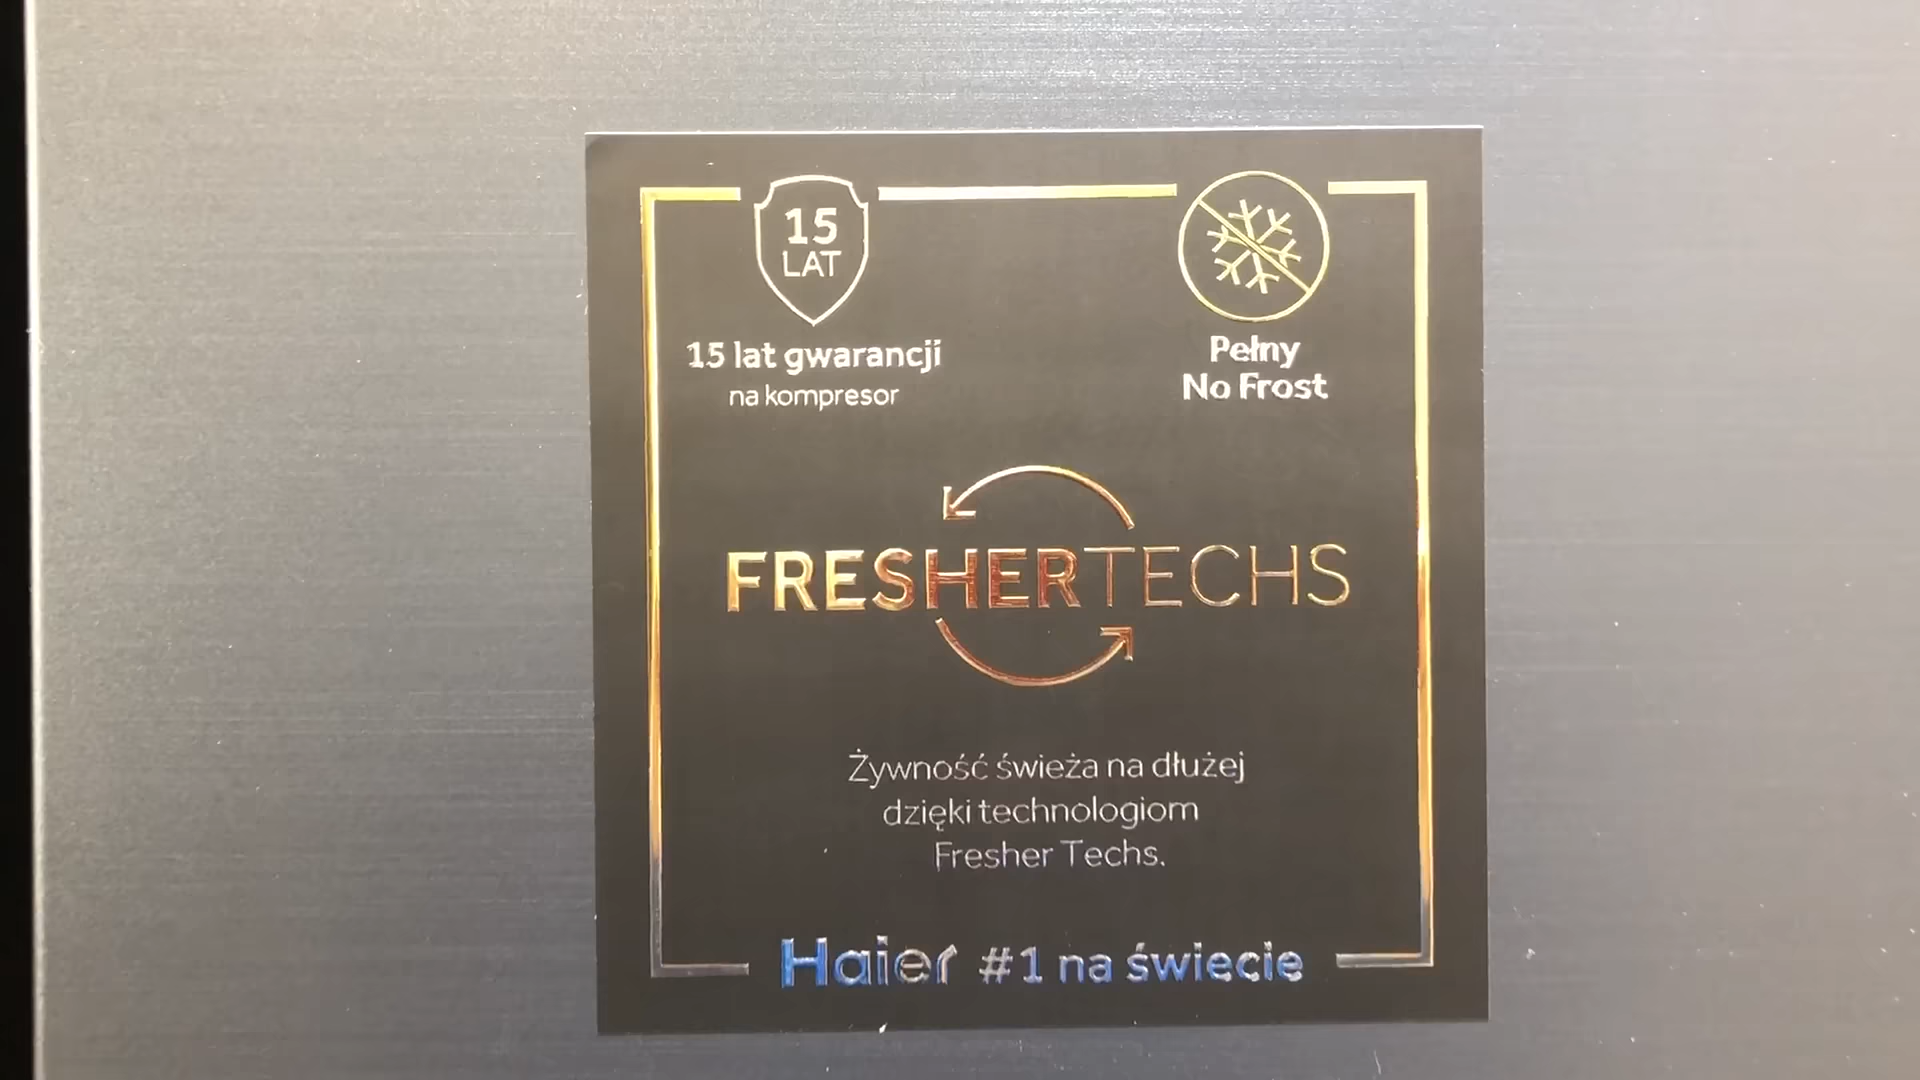 15
LAT
15 lat gwarancji
na kompresor
Pełny
No Frost
FRESHERTECHS
Żywność świeża na dłużej
dzięki technologiom
Fresher Techs.
Haier #1 na świecie